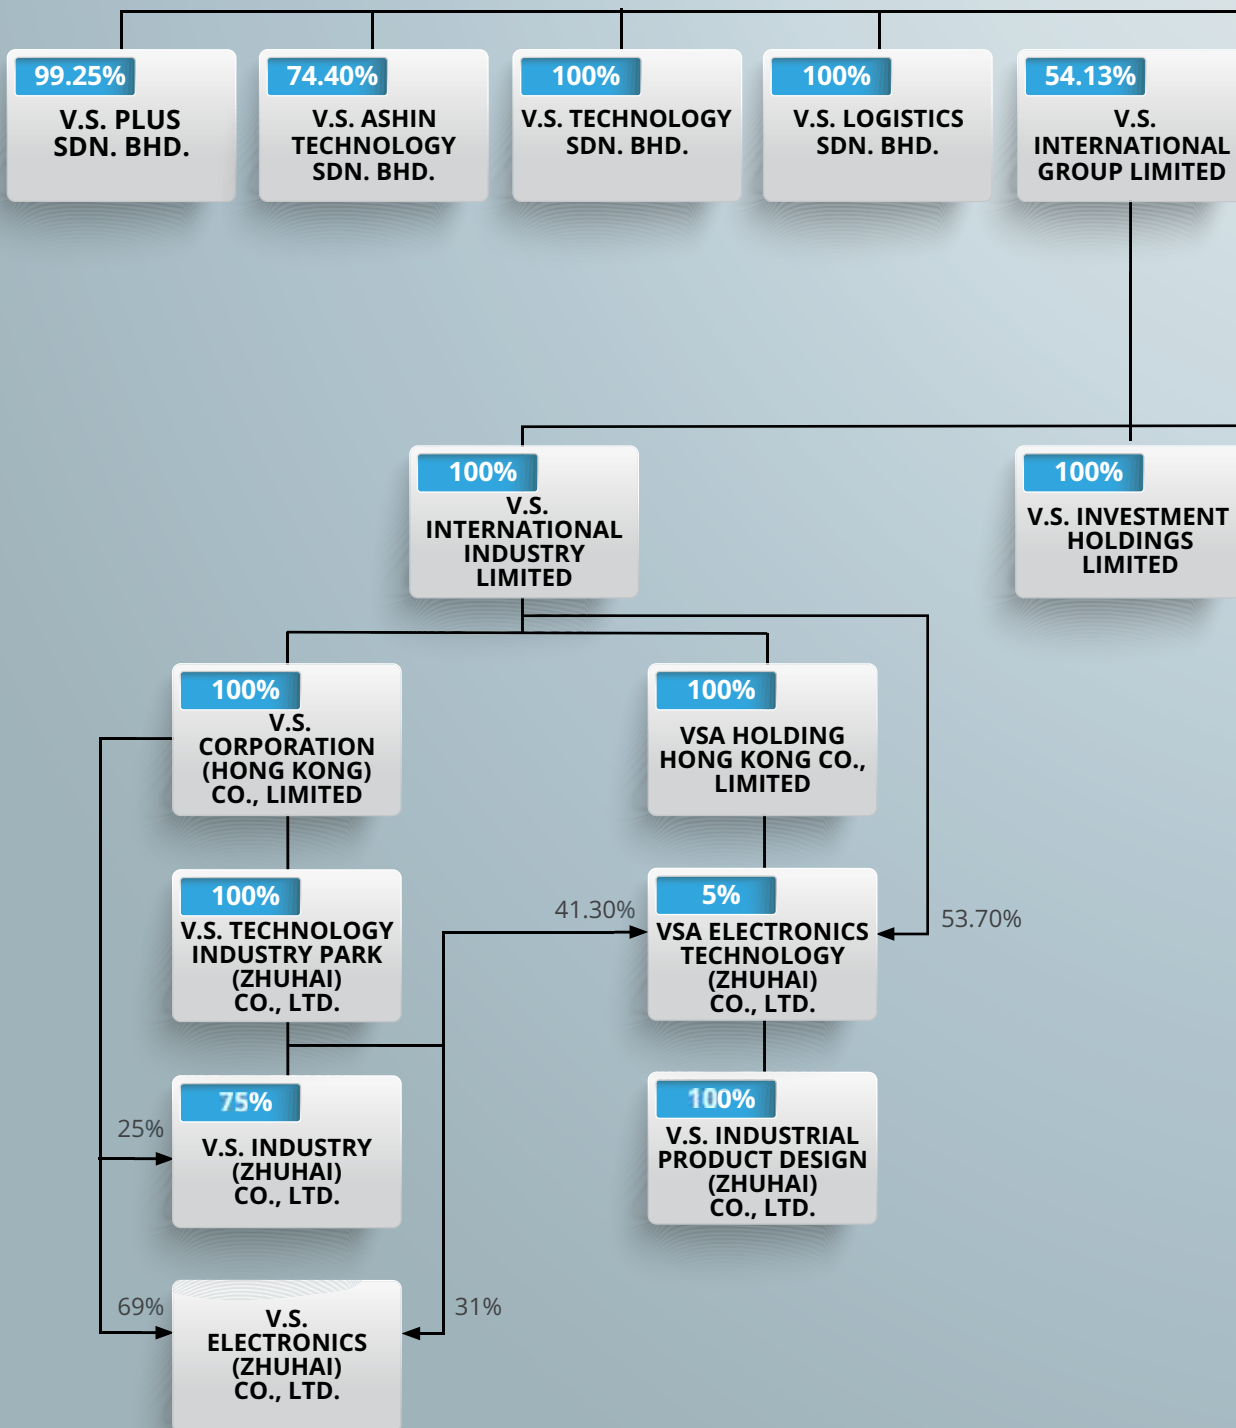 99.25%
V.S. PLUS
SDN. BHD.
74.40%
V.S. ASHIN
TECHNOLOGY
SDN. BHD.
100%
V.S. TECHNOLOGY
SDN. BHD.
100%
V.S. LOGISTICS
SDN. BHD.
54.13%
V.S.
INTERNATIONAL
GROUP LIMITED
100%
V.S.
INTERNATIONAL
INDUSTRY
LIMITED
100%
V.S. INVESTMENT
HOLDINGS
LIMITED
100%
V.S.
CORPORATION
(HONG KONG)
CO., LIMITED
100%
VSA HOLDING
HONG KONG CO.,
LIMITED
100%
V.S. TECHNOLOGY
INDUSTRY PARK
(ZHUHAI)
CO., LTD.
41.30%
5%
VSA ELECTRONICS
TECHNOLOGY
(ZHUHAI)
CO., LTD.
53.70%
25%
75%
V.S. INDUSTRY
(ZHUHAI)
CO., LTD.
100%
V.S. INDUSTRIAL
PRODUCT DESIGN
(ZHUHAI)
CO., LTD.
69%
V.S.
ELECTRONICS
(ZHUHAI)
CO., LTD.
31%